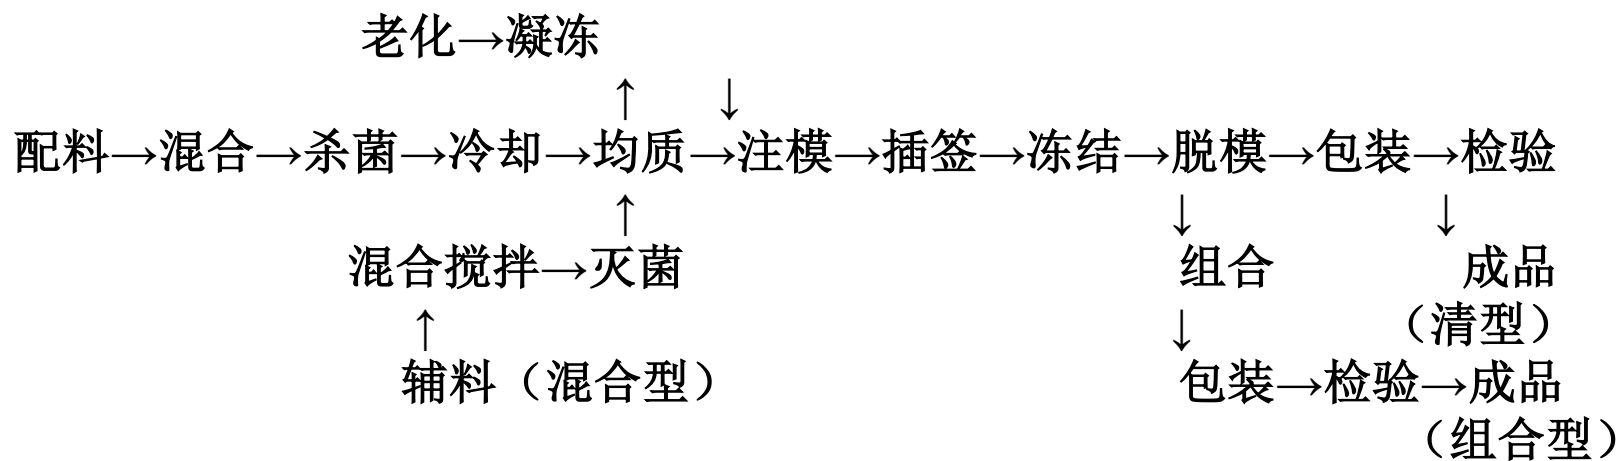 老化→凝冻
↑ ↓
配料→混合→杀菌→冷却→均质→注模→插签→冻结→脱模→包装→检验
↑ ↓ ↓
混合搅拌→灭菌 组合 成品
↑ ↓ （清型）
辅料（混合型） 包装→检验→成品
（组合型）